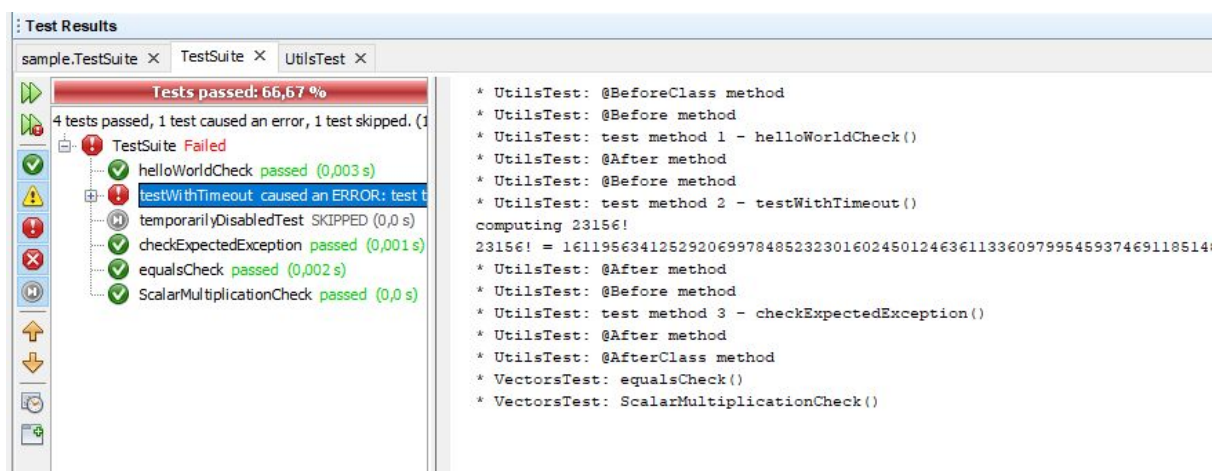 Test Results
sample.TestSuite × TestSuite × UtilsTest ×
Tests passed: 66,67 %
4 tests passed, 1 test caused an error, 1 test skipped. (1
TestSuite Failed
helloWorldCheck passed (0,003 s)
testWithTimeout caused an ERROR: test t
temporarilyDisabledTest SKIPPED (0,0 s)
checkExpectedException passed (0,001 s)
equalsCheck passed (0,002 s)
ScalarMultiplicationCheck passed (0,0 s)
* UtilsTest: @BeforeClass method
* UtilsTest: @Before method
* UtilsTest: test method 1 - helloWorldCheck()
* UtilsTest: @After method
* UtilsTest: @Before method
* UtilsTest: test method 2 - testWithTimeout()
computing 23156!
23156! = 16119563412529206997848523230160245012463611336097995459374691185148
* UtilsTest: @After method
* UtilsTest: @Before method
* UtilsTest: test method 3 - checkExpectedException()
* UtilsTest: @After method
* UtilsTest: @AfterClass method
* VectorsTest: equalsCheck()
* VectorsTest: ScalarMultiplicationCheck()